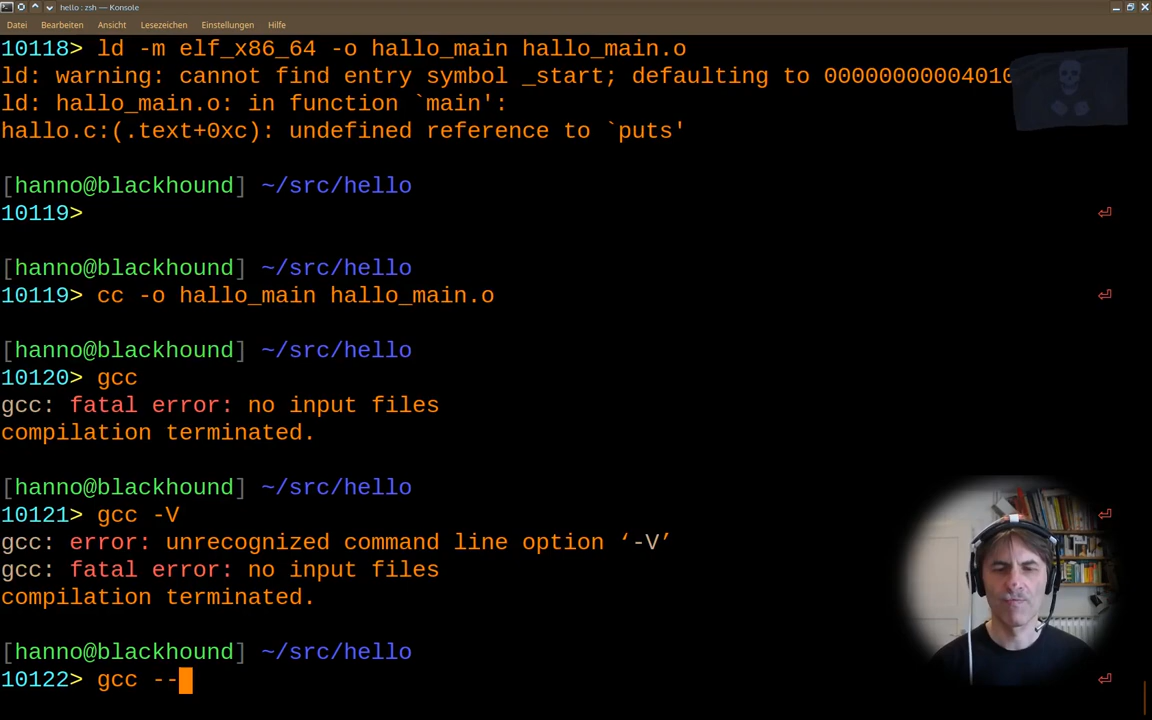 hello : zsh — Konsole
Datei Bearbeiten Ansicht Lesezeichen Einstellungen Hilfe
10118> ld -m elf_x86_64 -o hallo_main hallo_main.o
ld: warning: cannot find entry symbol _start; defaulting to 00000000004010
ld: hallo_main.o: in function `main':
hallo.c:(.text+0xc): undefined reference to `puts'
[hanno@blackhound] ~/src/hello
10119>
[hanno@blackhound] ~/src/hello
10119> cc -o hallo_main hallo_main.o
[hanno@blackhound] ~/src/hello
10120> gcc
gcc: fatal error: no input files
compilation terminated.
[hanno@blackhound] ~/src/hello
10121> gcc -V
gcc: error: unrecognized command line option ‘-V’
gcc: fatal error: no input files
compilation terminated.
[hanno@blackhound] ~/src/hello
10122> gcc --